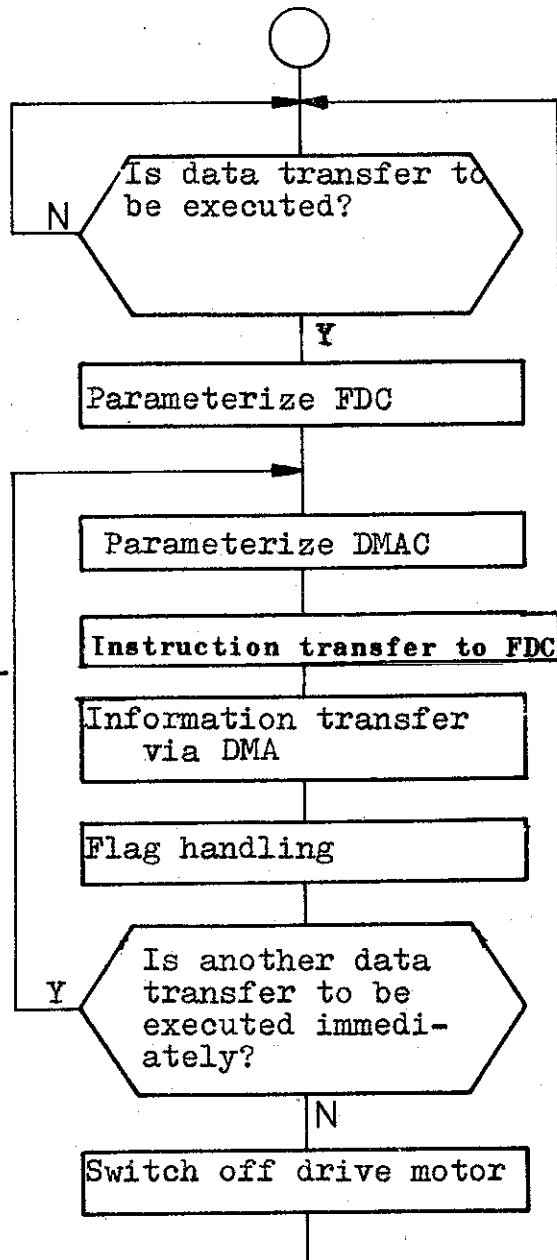 Is data transfer to
be executed?
N
Y
Parameterize FDC
Parameterize DMAC
Instruction transfer to FDC
Information transfer
via DMA
Flag handling
Is another data
transfer to be
executed immedi-
ately?
Y
N
Switch off drive motor